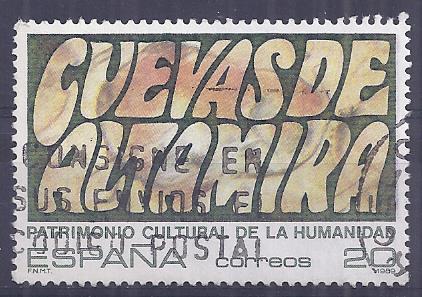 CUEVAS DE
ALTAMIRA
CONSIGNE EN
SUS ENVIOS EL
CODIGO POSTAL
PATRIMONIO CULTURAL DE LA HUMANIDAD
ESPAÑA correos 20
F.N.M.T. 1989